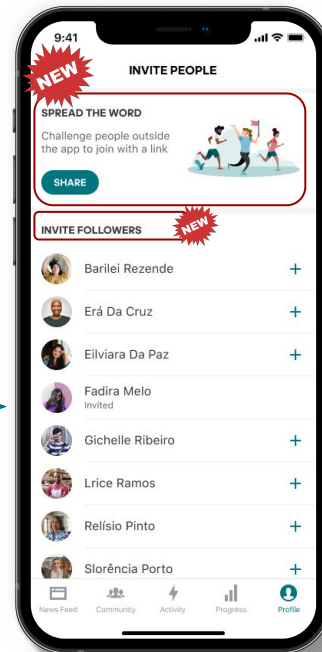 9:41
NEW
INVITE PEOPLE
SPREAD THE WORD
Challenge people outside
the app to join with a link
SHARE
INVITE FOLLOWERS
NEW
Barilei Rezende
Erá Da Cruz
Eilviara Da Paz
Fadira Melo
Invited
Gichelle Ribeiro
Lrice Ramos
Relísio Pinto
Slorência Porto
News Feed
Community
Activity
Progress
Profile